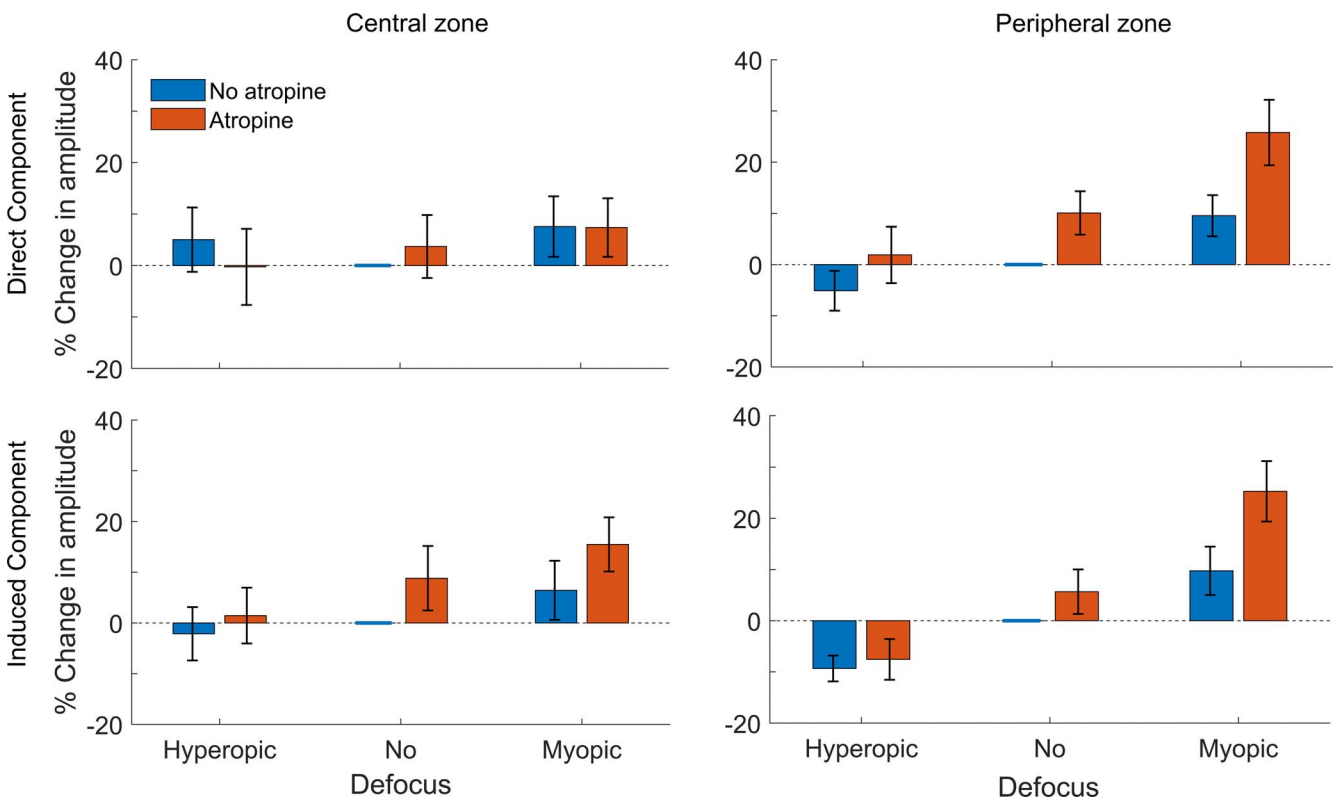 Central zone
Peripheral zone
Direct Component
% Change in amplitude
40
20
0
-20
No atropine
Atropine
40
20
0
-20
Induced Component
% Change in amplitude
40
20
0
-20
Hyperopic
No
Myopic
Defocus
40
20
0
-20
Hyperopic
No
Myopic
Defocus